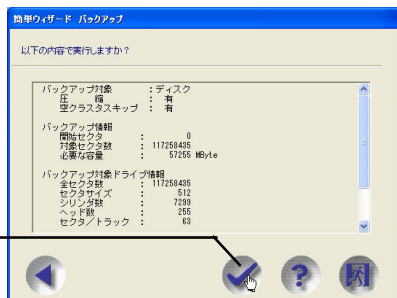 簡単ウィザード バックアップ
以下の内容で実行しますか？
バックアップ対象 ：ディスク
圧 縮 ： 有
空クラスタスキップ ： 有
バックアップ情報
開始セクタ ： 0
対象セクタ数 ： 117258435
必要な容量 ： 57255 MByte
バックアップ対象ドライブ情報
全セクタ数 ： 117258435
セクタサイズ ： 512
シリンダ数 ： 7299
ヘッド数 ： 255
セクタ／トラック ： 63
?